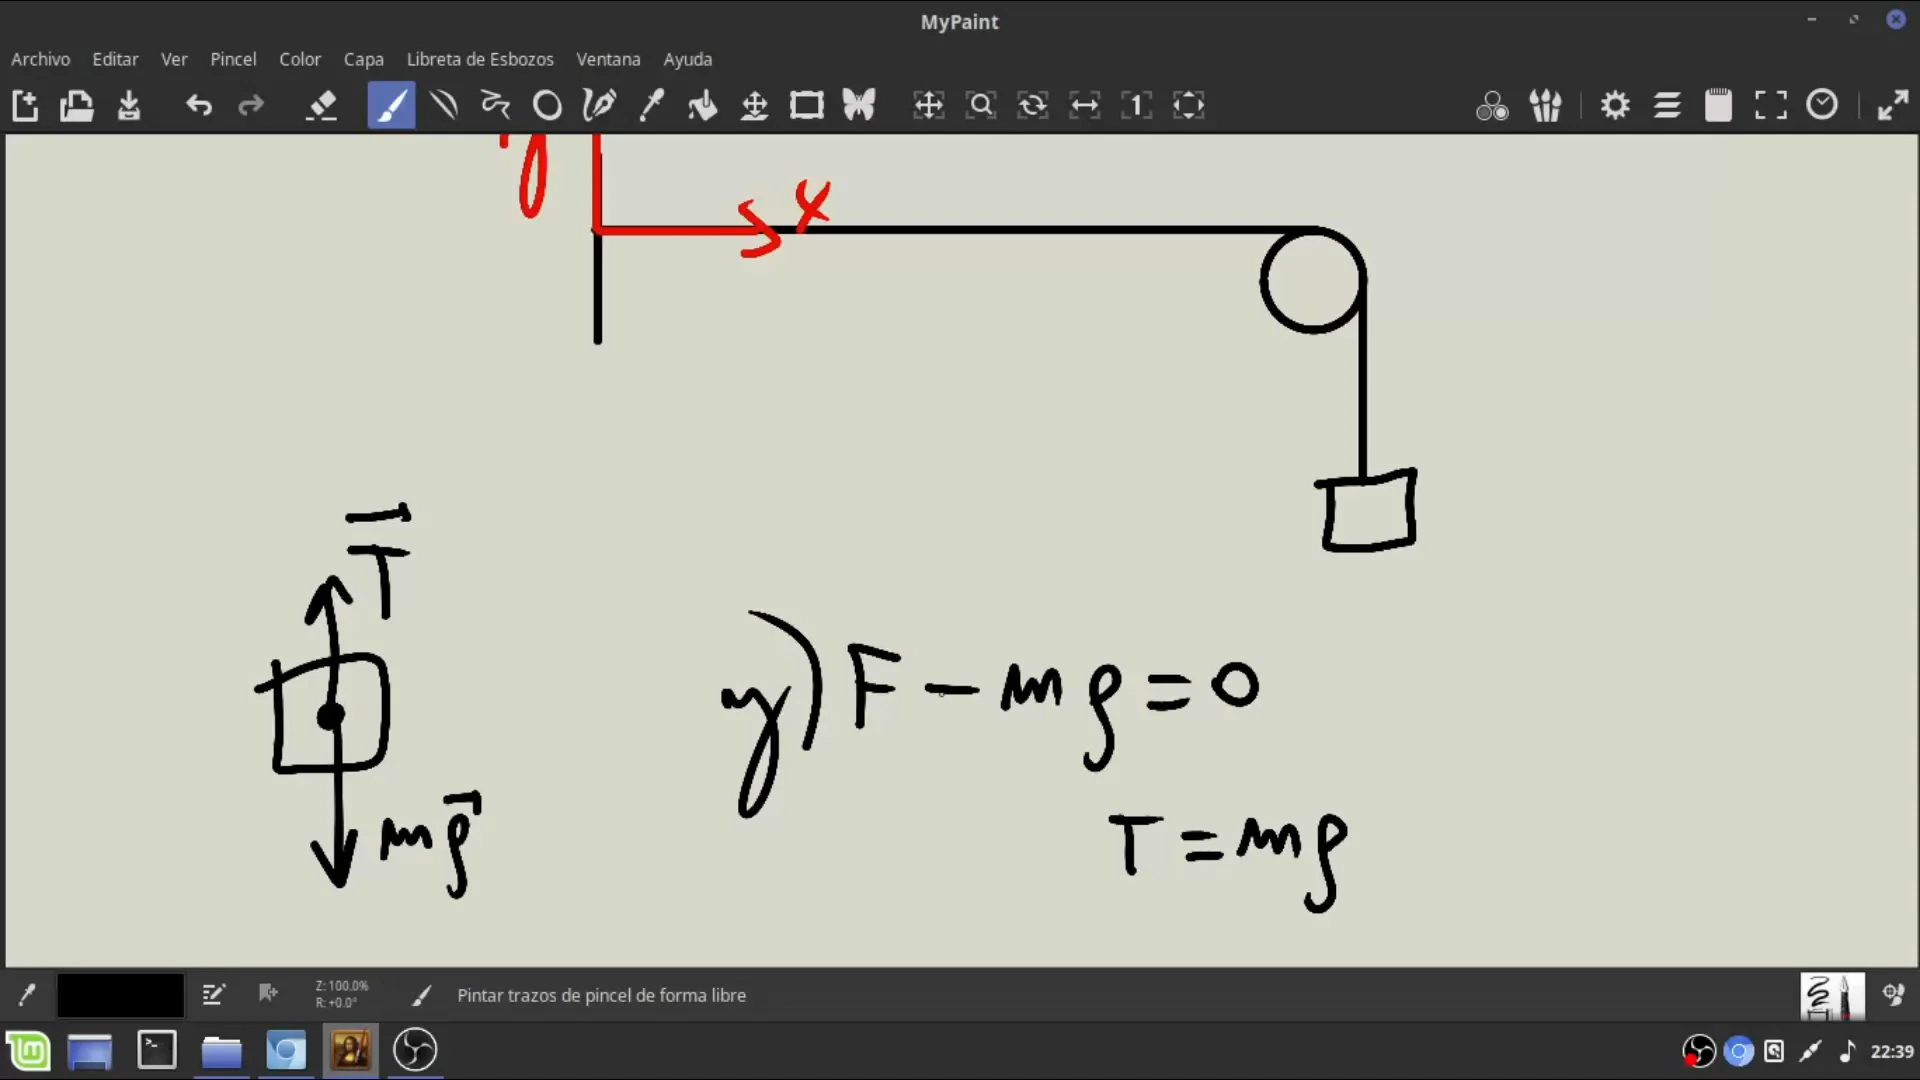 MyPaint
Archivo Editar Ver Pincel Color Capa Libreta de Esbozos Ventana Ayuda
1
y
x
T
mg
y) F - mg = 0
T = mg
Z: 100.0%
R: +0.0°
Pintar trazos de pincel de forma libre
22:39